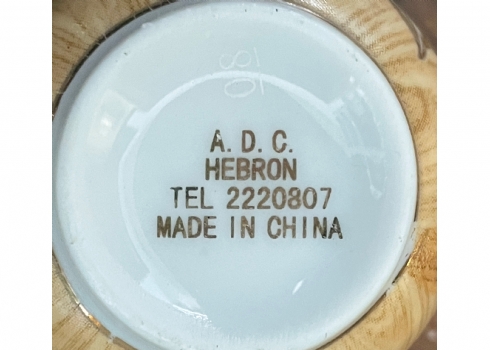 A. D. C.
HEBRON
TEL 2220807
MADE IN CHINA